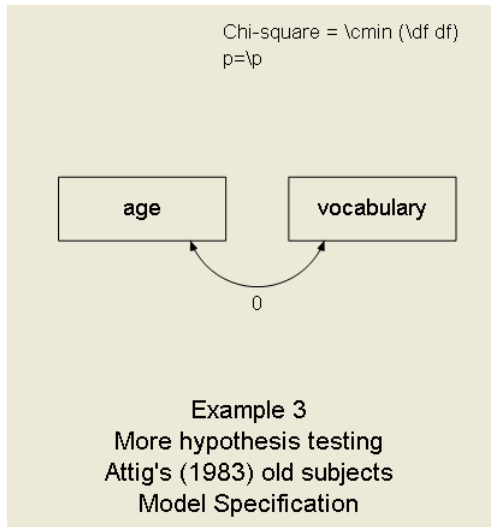 Chi-square = \cmin (\df df)
p=\p
age
vocabulary
0
Example 3
More hypothesis testing
Attig's (1983) old subjects
Model Specification